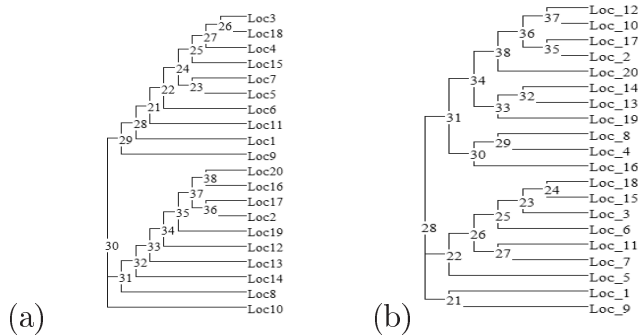 Loc3
26
Loc18
27
Loc4
25
Loc15
24
Loc7
23
Loc5
22
Loc6
21
Loc11
28
Loc1
29
Loc9
Loc20
38
Loc16
37
Loc17
36
Loc2
35
Loc19
34
Loc12
30
33
Loc13
32
Loc14
31
Loc8
Loc10
(a)
Loc_12
37
Loc_10
36
Loc_17
35
Loc_2
38
Loc_20
34
Loc_14
32
Loc_13
33
Loc_19
31
Loc_8
29
Loc_4
30
Loc_16
Loc_18
24
Loc_15
23
Loc_3
25
Loc_6
28
26
Loc_11
27
Loc_7
22
Loc_5
Loc_1
21
Loc_9
(b)